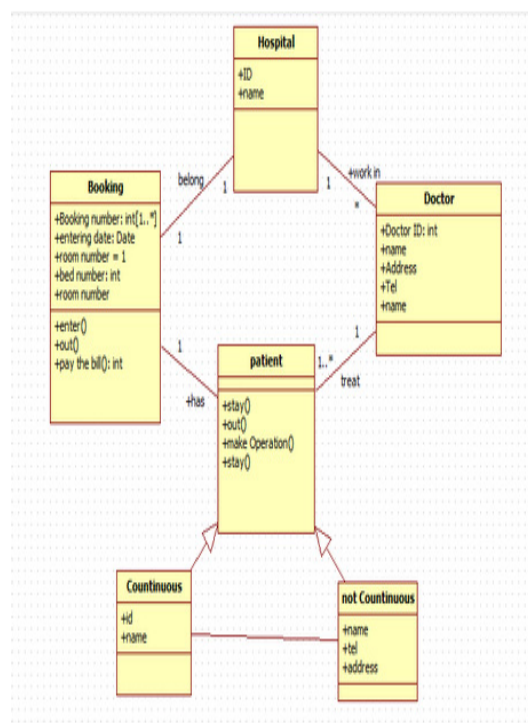 Hospital
+ID
+name
belong
1
1
+work in
*
Booking
+Booking number: int[1..*]
+entering date: Date
+room number = 1
+bed number: int
+room number
+enter()
+out()
+pay the bill(): int
1
Doctor
+Doctor ID: int
+name
+Address
+Tel
+name
1
+has
patient
+stay()
+out()
+make Operation()
+stay()
1..*
1
treat
Countinuous
+id
+name
not Countinuous
+name
+tel
+address